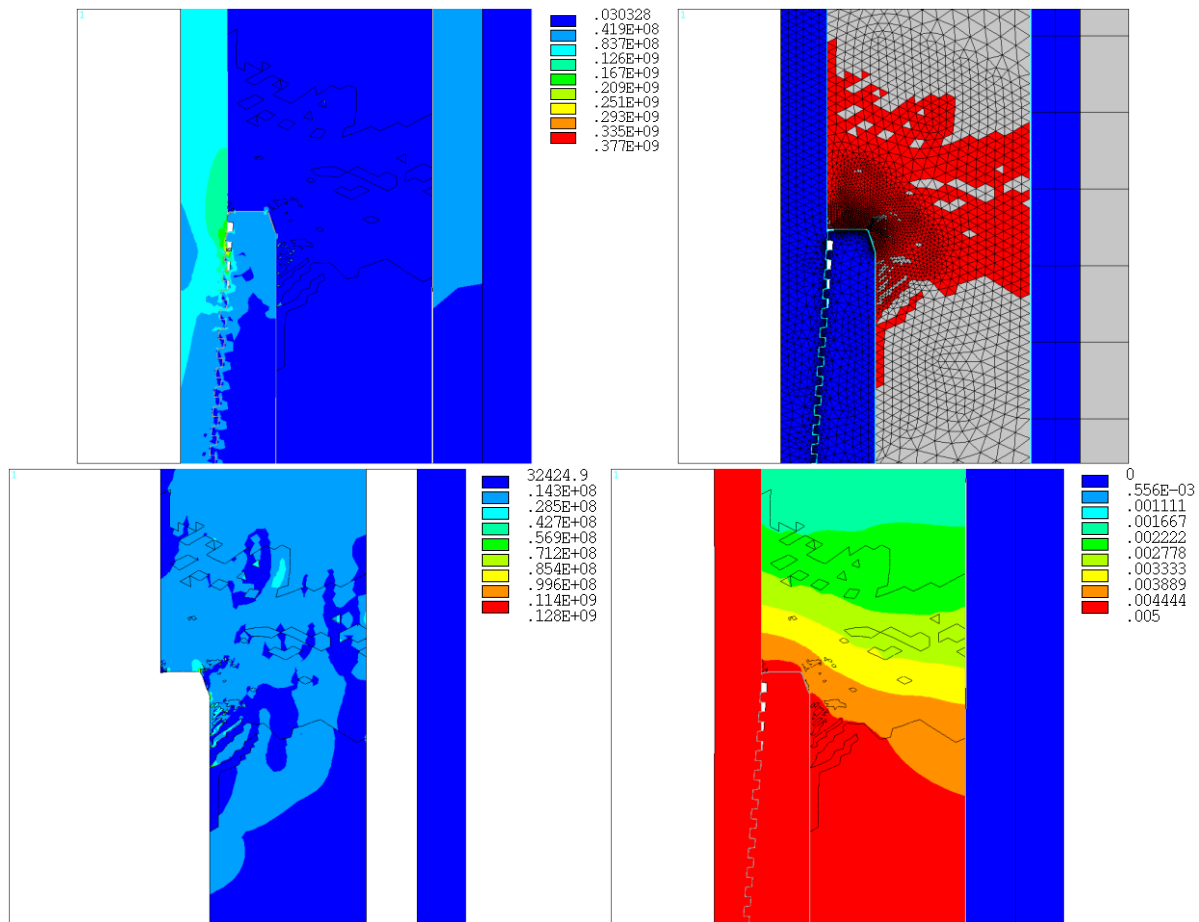 1
.030328
.419E+08
.837E+08
.126E+09
.167E+09
.209E+09
.251E+09
.293E+09
.335E+09
.377E+09
1
1
32424.9
.143E+08
.285E+08
.427E+08
.569E+08
.712E+08
.854E+08
.996E+08
.114E+09
.128E+09
1
0
.556E-03
.001111
.001667
.002222
.002778
.003333
.003889
.004444
.005